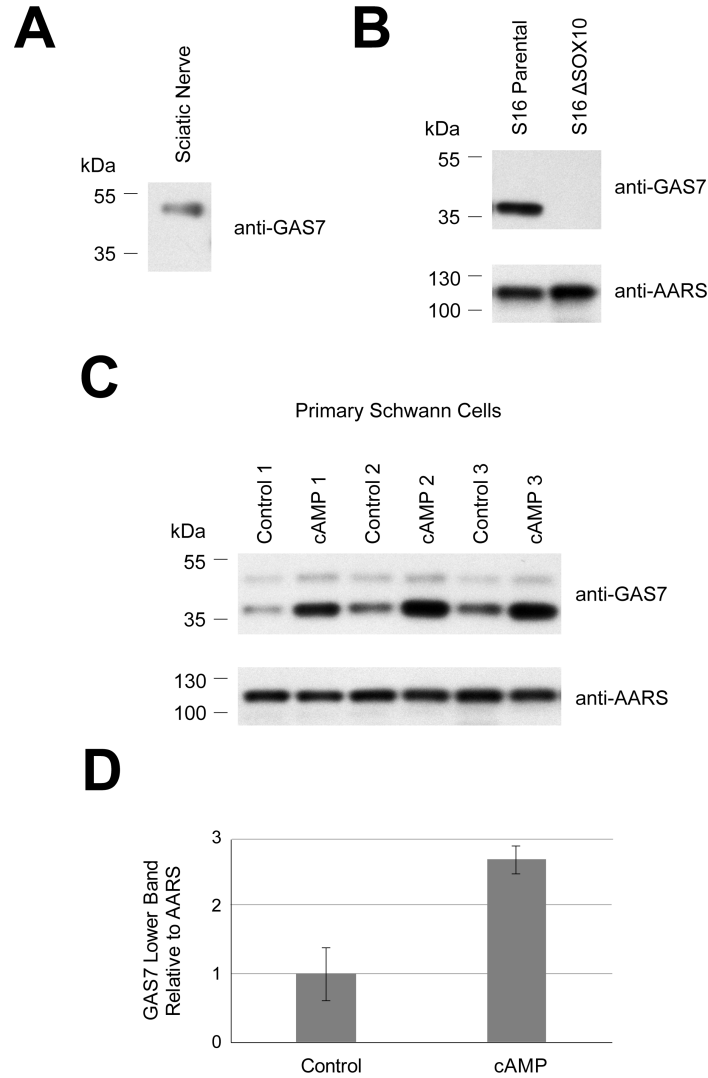 A
Sciatic Nerve
kDa
55
35
anti-GAS7
B
S16 Parental
S16 ΔSOX10
kDa
55
35
anti-GAS7
130
100
anti-AARS
C
Primary Schwann Cells
Control 1
cAMP 1
Control 2
cAMP 2
Control 3
cAMP 3
kDa
55
35
anti-GAS7
130
100
anti-AARS
D
GAS7 Lower Band
Relative to AARS
3
2
1
0
Control
cAMP